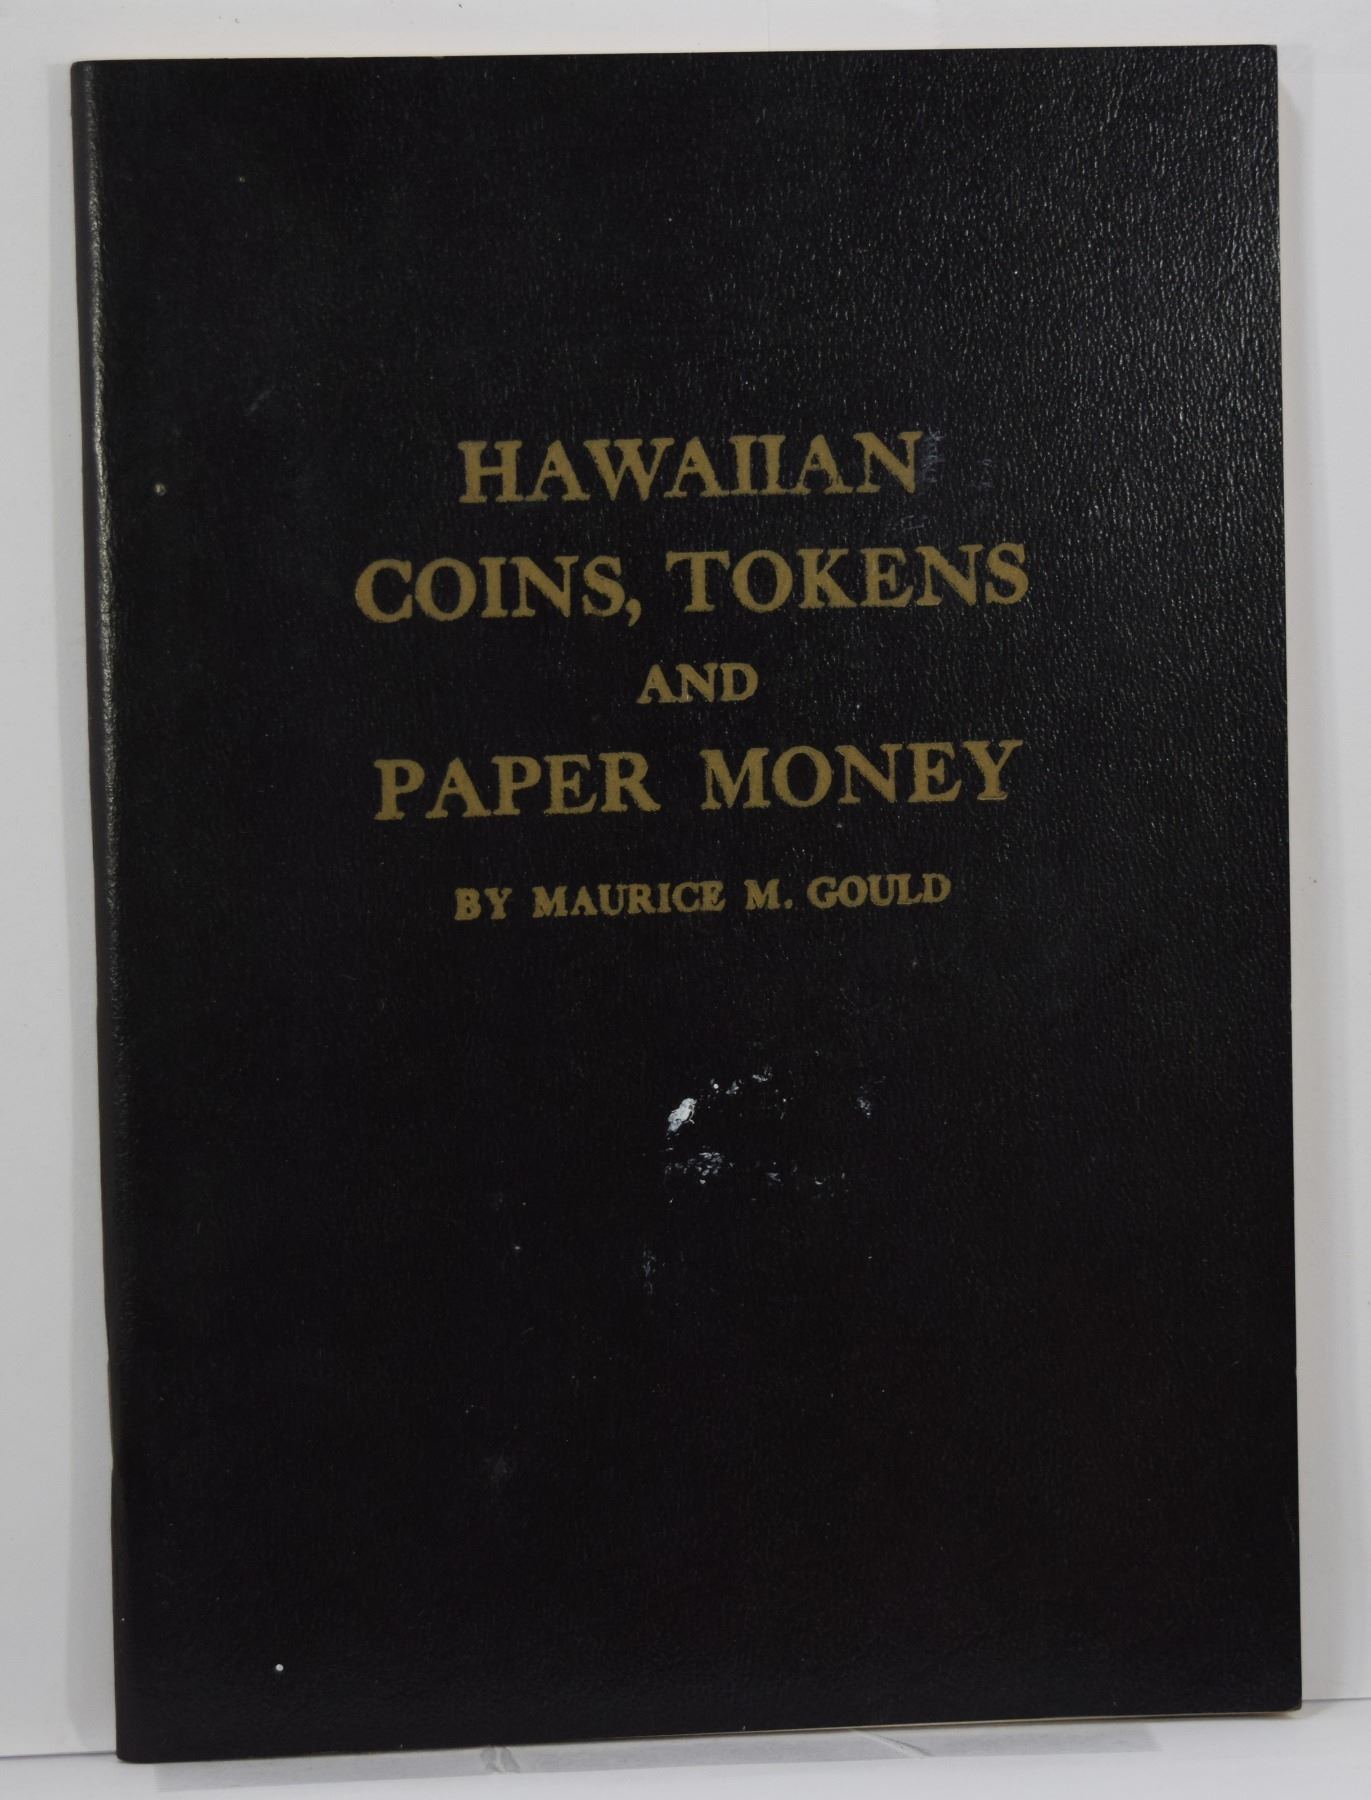 HAWAIIAN
COINS, TOKENS
AND
PAPER MONEY
BY MAURICE M. GOULD